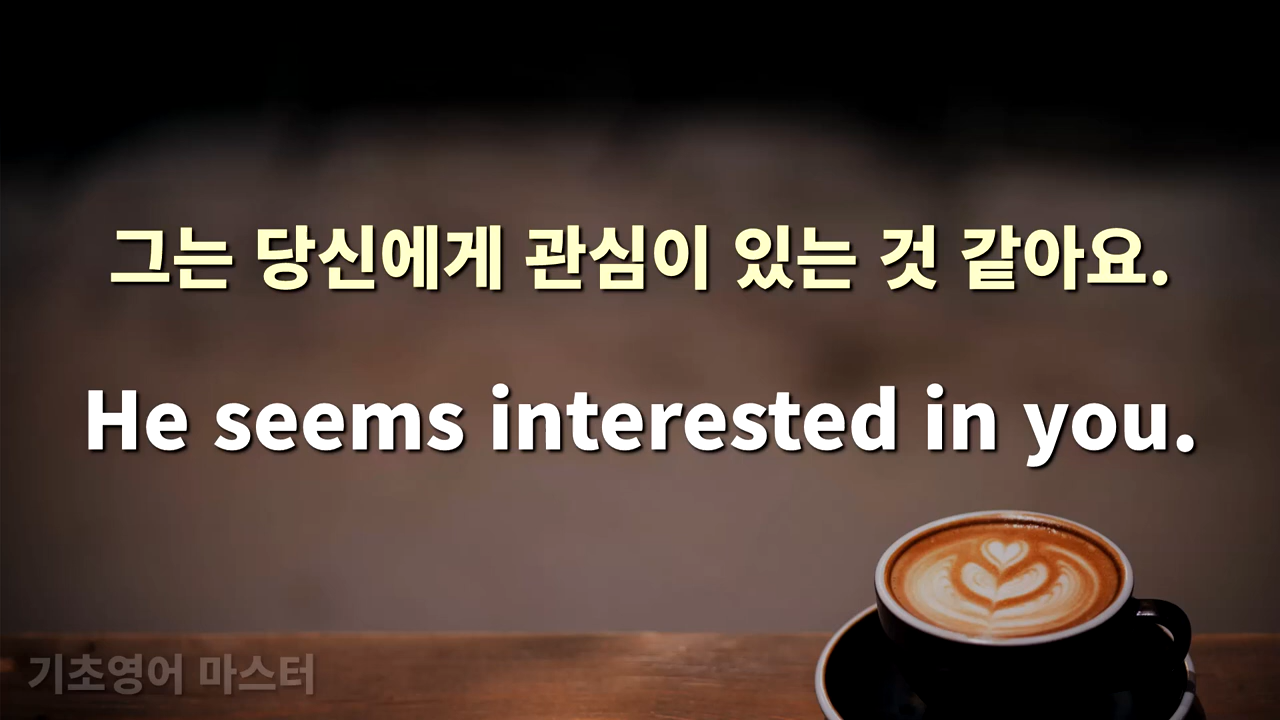 그는 당신에게 관심이 있는 것 같아요.
He seems interested in you.
기초영어 마스터